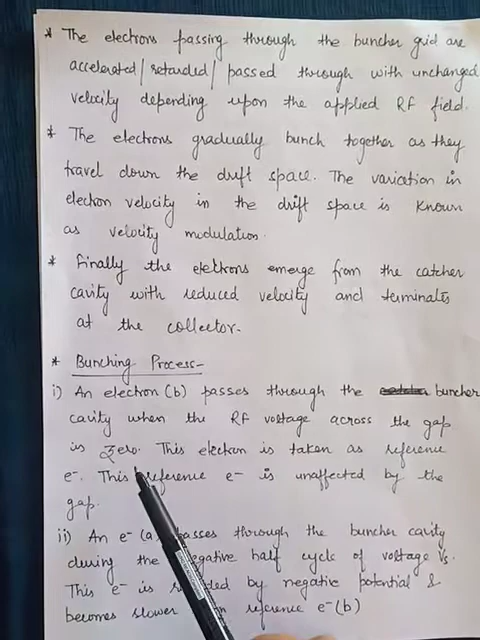 * The electrons passing through the buncher grid are
accelerated/retarded/passed through with unchanged
velocity depending upon the applied RF field.
* The electrons gradually bunch together as they
travel down the drift space. The variation in
electron velocity in the drift space is known
as velocity modulation.
* Finally the electrons emerge from the catcher
cavity with reduced velocity and terminates
at the collector.
* Bunching Process-
i) An electron (b) passes through the buncher
cavity when the RF voltage across the gap
is zero. This electron is taken as reference
e-. This reference e- is unaffected by the
gap.
ii) An e- (a) passes through the buncher cavity
during the negative half cycle of voltage Vs.
This e- is by negative potential &
becomes slower reference e-(b)